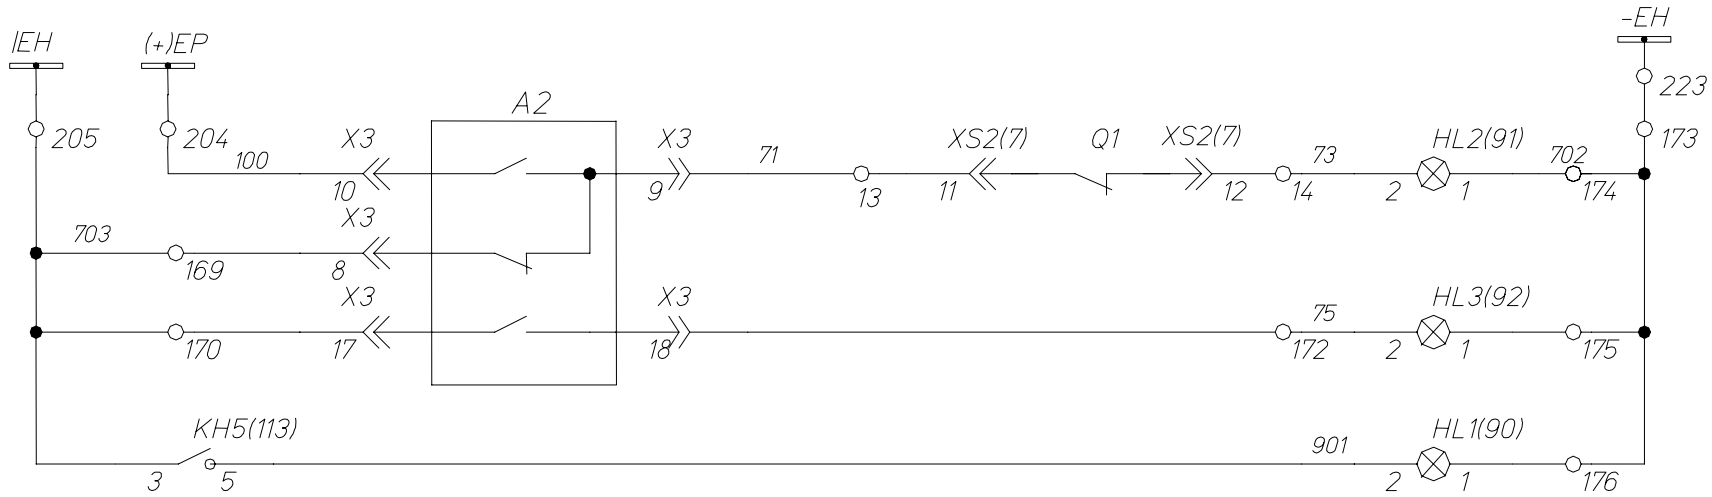 -EH
IEH (+)EP
223
A2
205 204 X3 X3 XS2(7) Q1 XS2(7) HL2(91) 173
100 71 73 702
10 9 13 11 12 14 2 1 174
X3
703
169 8
X3 X3 HL3(92)
75
170 17 18 172 2 1 175
KH5(113) HL1(90)
901
3 5 2 1 176